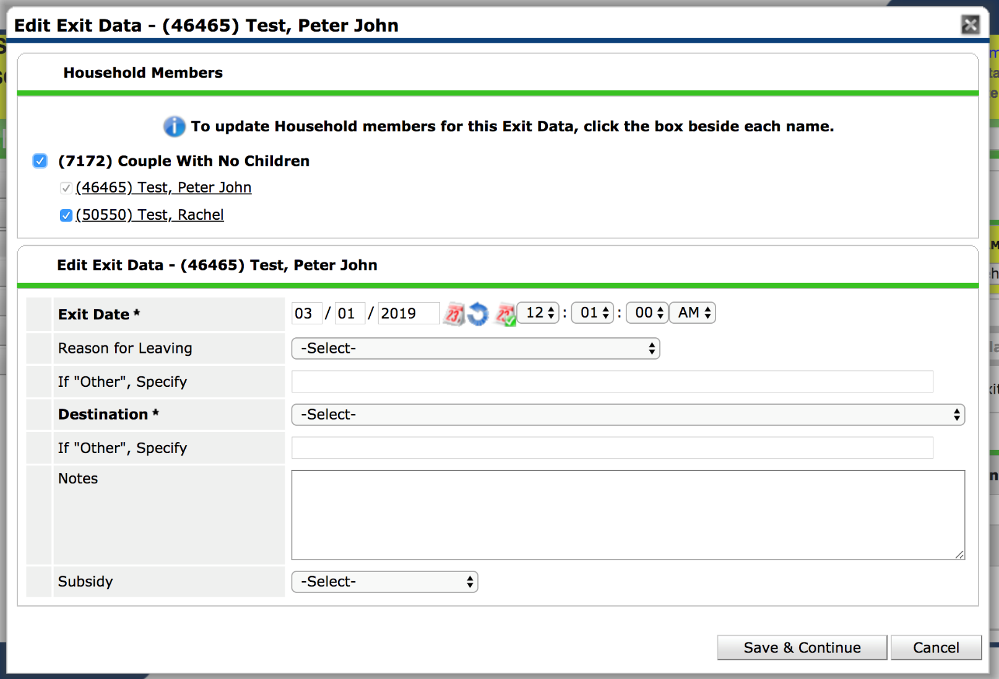 Edit Exit Data - (46465) Test, Peter John
Household Members
To update Household members for this Exit Data, click the box beside each name.
(7172) Couple With No Children
(46465) Test, Peter John
(50550) Test, Rachel
Edit Exit Data - (46465) Test, Peter John
Exit Date * 03 / 01 / 2019 23 23 12 : 01 : 00 AM
Reason for Leaving -Select-
If "Other", Specify
Destination * -Select-
If "Other", Specify
Notes
Subsidy -Select-
Save & Continue Cancel